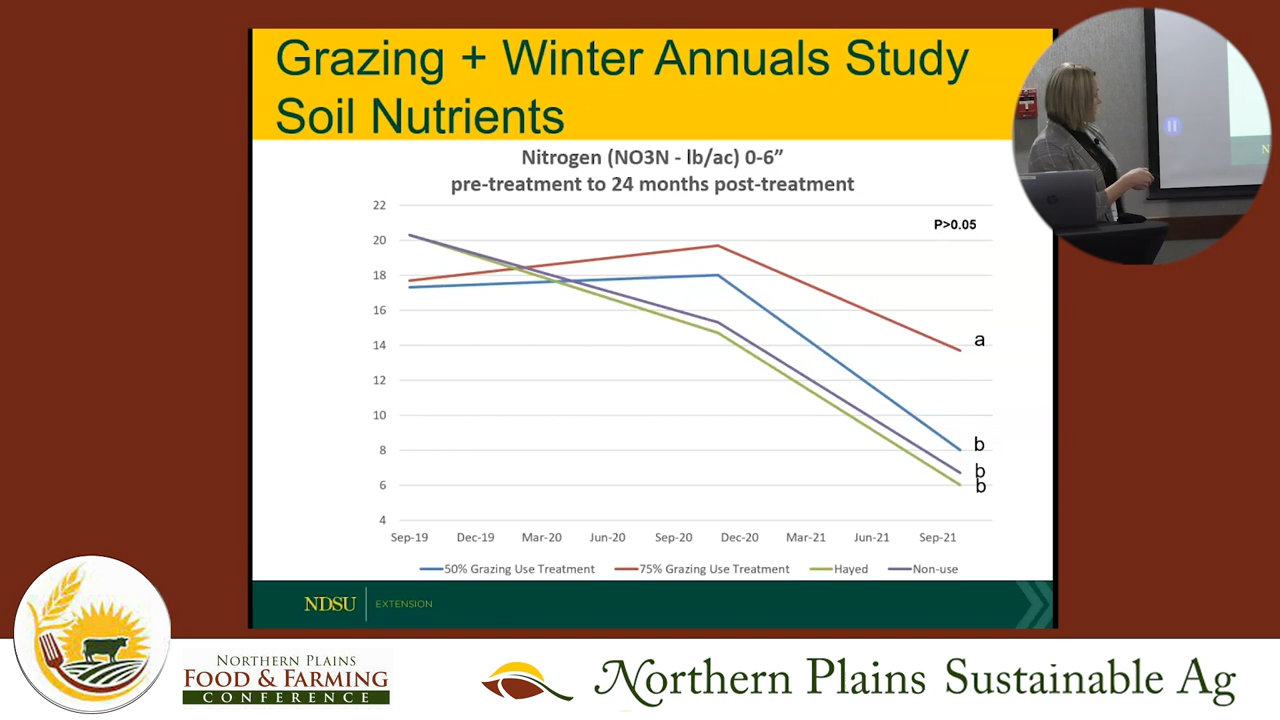 Grazing + Winter Annuals Study
Soil Nutrients
Nitrogen (NO3N - lb/ac) 0-6”
pre-treatment to 24 months post-treatment
P>0.05
22
20
18
16
14
12
10
8
6
4
a
b
b
b
Sep-19 Dec-19 Mar-20 Jun-20 Sep-20 Dec-20 Mar-21 Jun-21 Sep-21
50% Grazing Use Treatment 75% Grazing Use Treatment Hayed Non-use
NDSU EXTENSION
NORTHERN PLAINS
FOOD & FARMING
CONFERENCE
Northern Plains Sustainable Ag